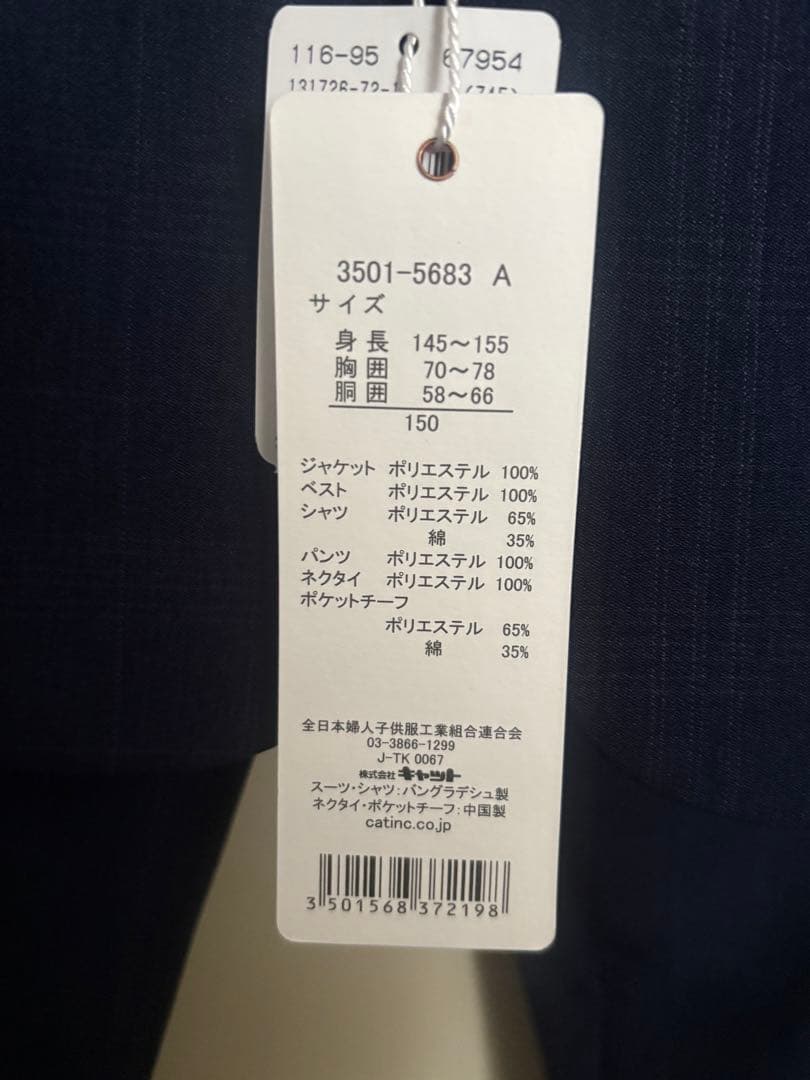 116-95 67954
131726-72-1
3501-5683 A
サイズ
身長 145～155
胸囲 70～78
胴囲 58～66
150
ジャケット ポリエステル 100%
ベスト ポリエステル 100%
シャツ ポリエステル 65%
綿 35%
パンツ ポリエステル 100%
ネクタイ ポリエステル 100%
ポケットチーフ
ポリエステル 65%
綿 35%
全日本婦人子供服工業組合連合会
03-3866-1299
J-TK 0067
株式会社 キャット
スーツ・シャツ：バングラデシュ製
ネクタイ・ポケットチーフ：中国製
catinc.co.jp
3 501568 372198